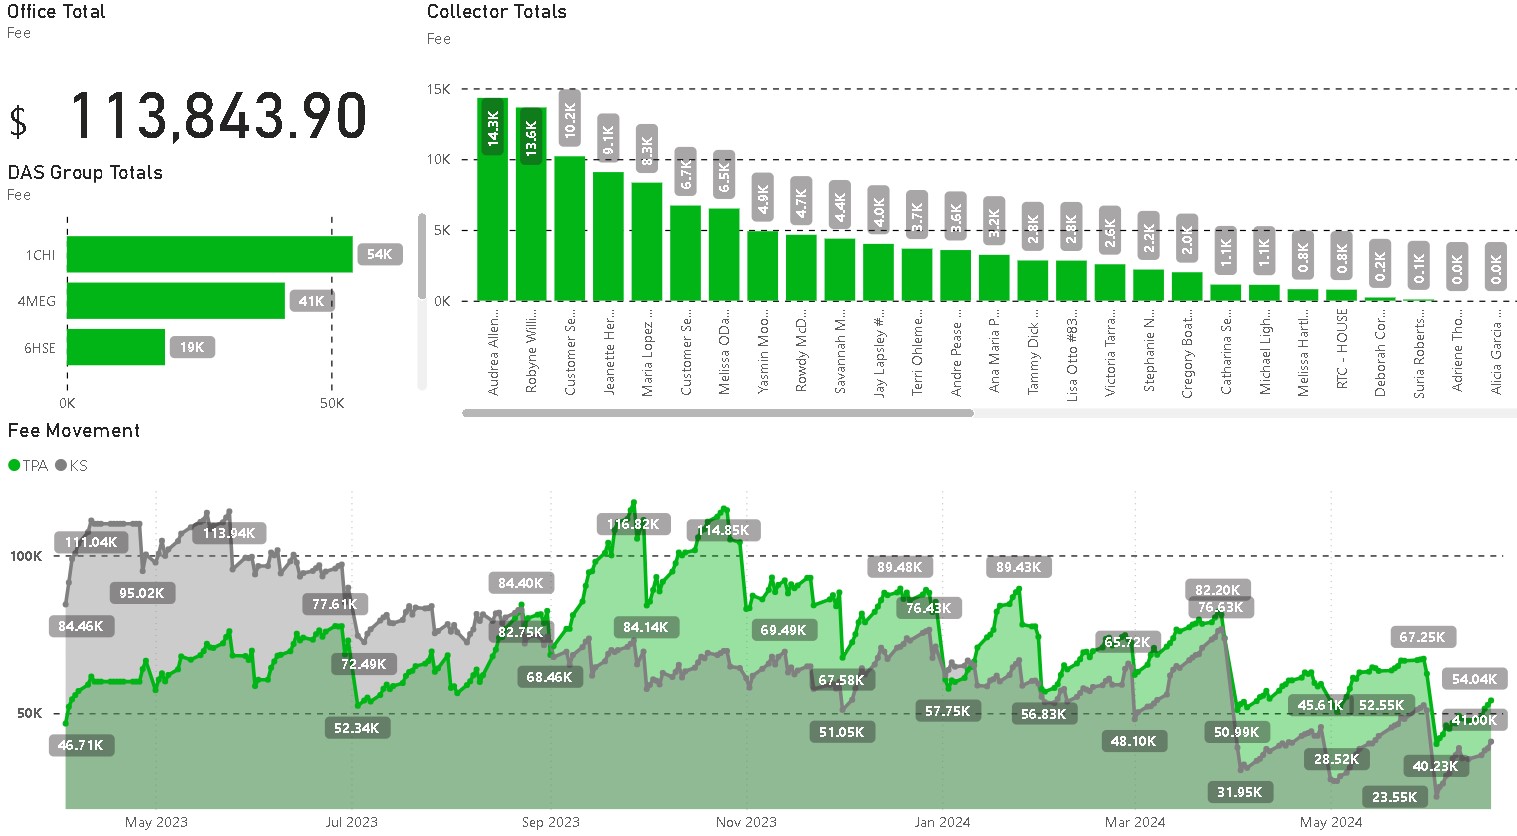 Office Total
Fee
$ 113,843.90
DAS Group Totals
Fee
1CHI 54K
4MEG 41K
6HSE 19K
0K 50K
Collector Totals
Fee
15K
10K
5K
0K
14.3K 13.6K 10.2K 9.1K 8.3K 6.7K 6.5K 4.9K 4.7K 4.4K 4.0K 3.7K 3.6K 3.2K 2.8K 2.8K 2.6K 2.2K 2.0K 1.1K 1.1K 0.8K 0.8K 0.2K 0.1K 0.0K 0.0K
Audrea Allen...
Robyne Willi...
Customer Se...
Jeanette Her...
Maria Lopez ...
Customer Se...
Melissa ODa...
Yasmin Moo...
Rowdy McD...
Savannah M...
Jay Lapsley #...
Terri Ohleme...
Andre Pease ...
Ana Maria P...
Tammy Dick ...
Lisa Otto #83...
Victoria Tarra...
Stephanie N...
Gregory Boat...
Catharina Se...
Michael Ligh...
Melissa Hartl...
RTC - HOUSE
Deborah Cor...
Suria Roberts...
Adriene Tho...
Alicia Garcia ...
Fee Movement
TPA KS
100K
50K
111.04K
84.46K
46.71K
95.02K
113.94K
77.61K
72.49K
52.34K
84.40K
82.75K
68.46K
116.82K
84.14K
114.85K
69.49K
67.58K
51.05K
89.48K
76.43K
57.75K
89.43K
56.83K
65.72K
48.10K
82.20K
76.63K
50.99K
31.95K
45.61K
28.52K
52.55K
67.25K
23.55K
40.23K
54.04K
41.00K
May 2023 Jul 2023 Sep 2023 Nov 2023 Jan 2024 Mar 2024 May 2024